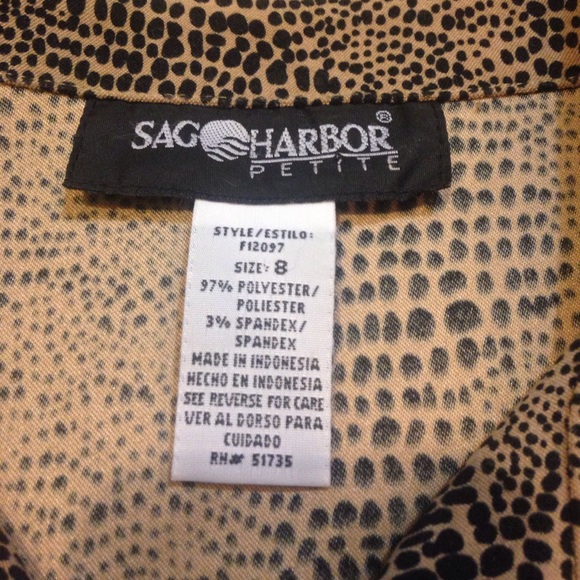 SAG HARBOR®
PETITE
STYLE/ESTILO:
F12097
SIZE: 8
97% POLYESTER/
POLIESTER
3% SPANDEX/
SPANDEX
MADE IN INDONESIA
HECHO EN INDONESIA
SEE REVERSE FOR CARE
VER AL DORSO PARA
CUIDADO
RN# 51735